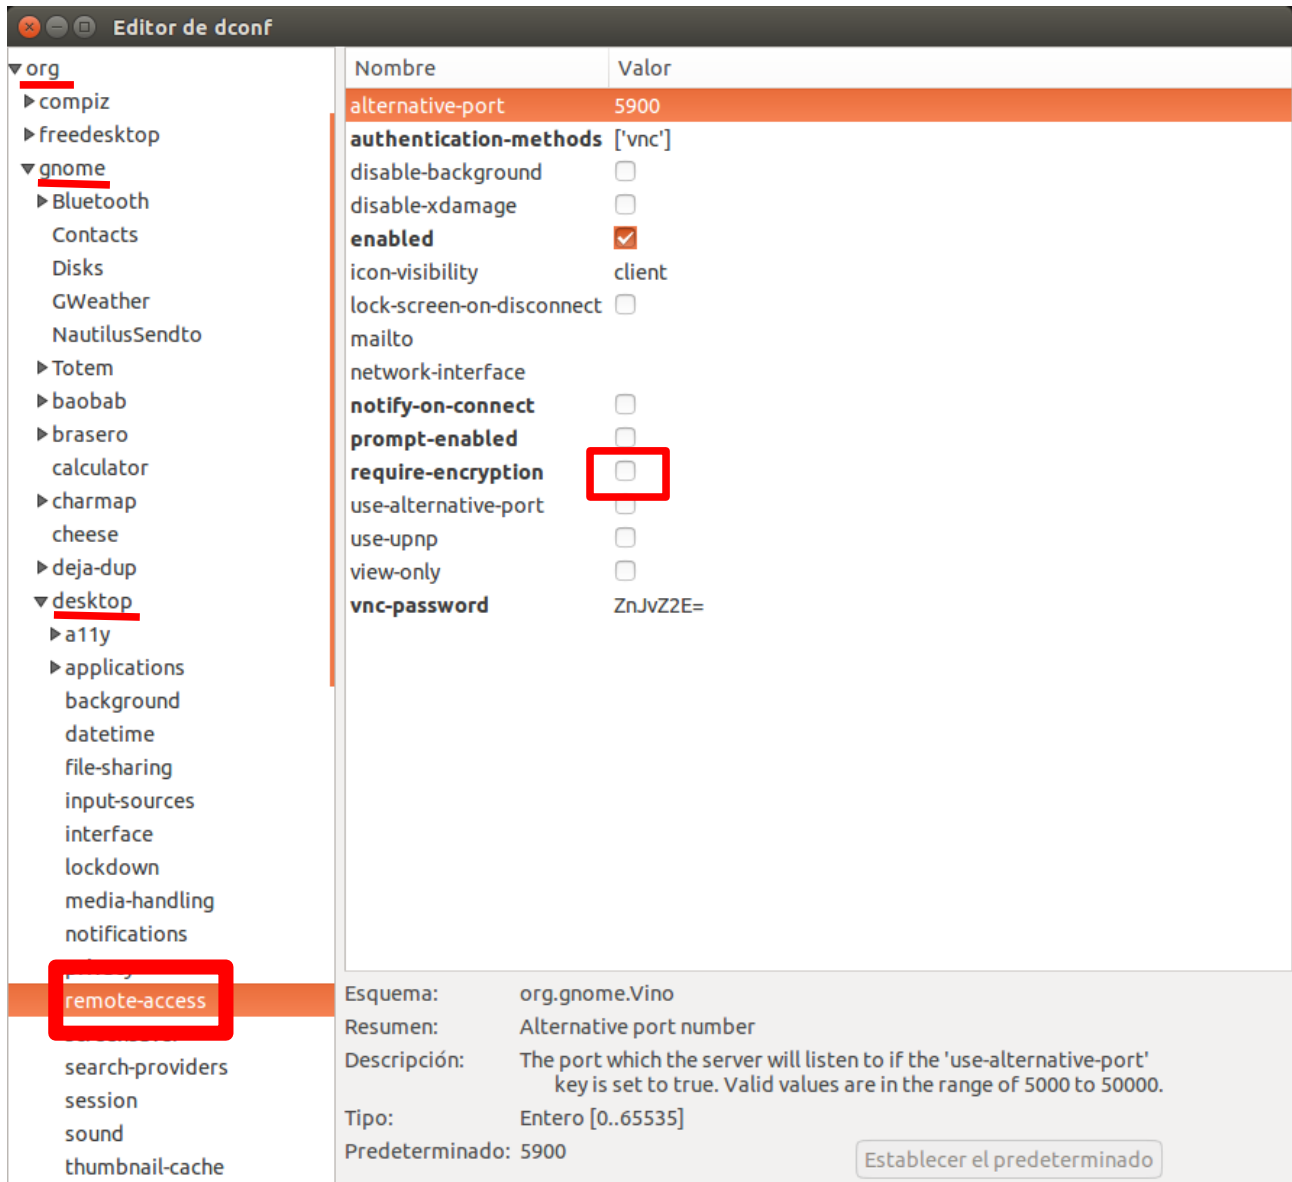 Editor de dconf
org
compiz
freedesktop
gnome
Bluetooth
Contacts
Disks
GWeather
NautilusSendto
Totem
baobab
brasero
calculator
charmap
cheese
deja-dup
desktop
a11y
applications
background
datetime
file-sharing
input-sources
interface
lockdown
media-handling
notifications
remote-access
search-providers
session
sound
thumbnail-cache
Nombre Valor
alternative-port 5900
authentication-methods ['vnc']
disable-background
disable-xdamage
enabled
icon-visibility client
lock-screen-on-disconnect
mailto
network-interface
notify-on-connect
prompt-enabled
require-encryption
use-alternative-port
use-upnp
view-only
vnc-password ZnJvZ2E=
Esquema: org.gnome.Vino
Resumen: Alternative port number
Descripción: The port which the server will listen to if the 'use-alternative-port'
key is set to true. Valid values are in the range of 5000 to 50000.
Tipo: Entero [0..65535]
Predeterminado: 5900
Establecer el predeterminado